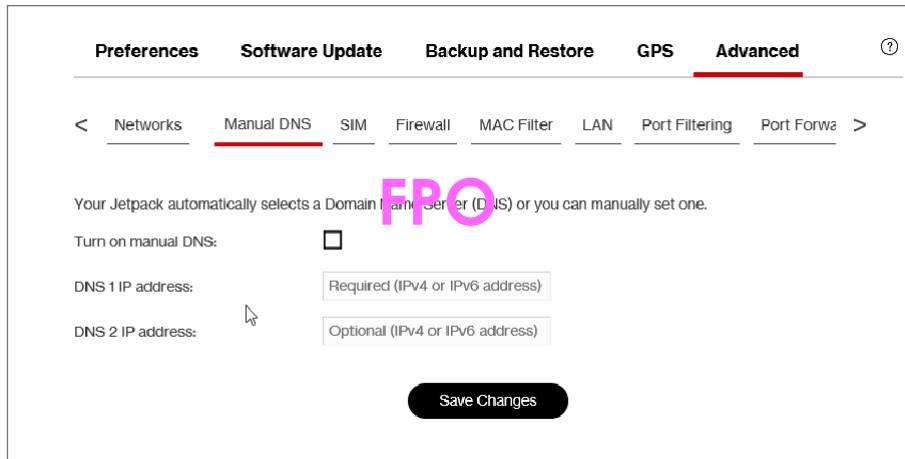 Preferences Software Update Backup and Restore GPS Advanced ?
< Networks Manual DNS SIM Firewall MAC Filter LAN Port Filtering Port Forwa >
FPO
Your Jetpack automatically selects a Domain Name Server (DNS) or you can manually set one.
Turn on manual DNS:
DNS 1 IP address: Required (IPv4 or IPv6 address)
DNS 2 IP address: Optional (IPv4 or IPv6 address)
Save Changes